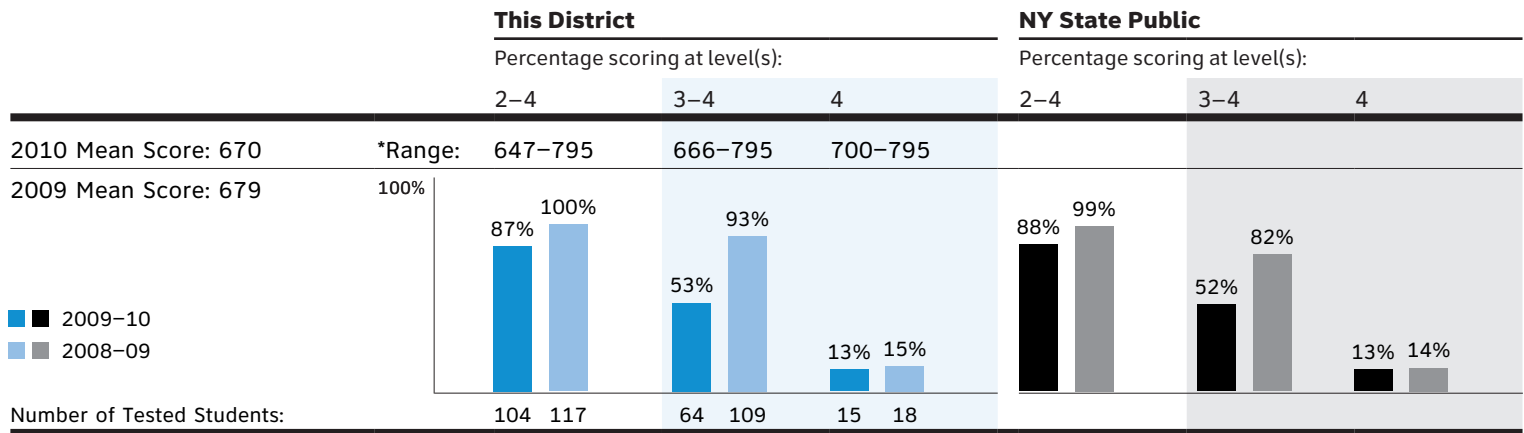 This District NY State Public
Percentage scoring at level(s): Percentage scoring at level(s):
2–4 3–4 4 2–4 3–4 4
2010 Mean Score: 670 *Range: 647–795 666–795 700–795
2009 Mean Score: 679 100%
87% 100% 93% 88% 99% 82%
53% 52%
13% 15% 13% 14%
2009–10
2008–09
Number of Tested Students: 104 117 64 109 15 18